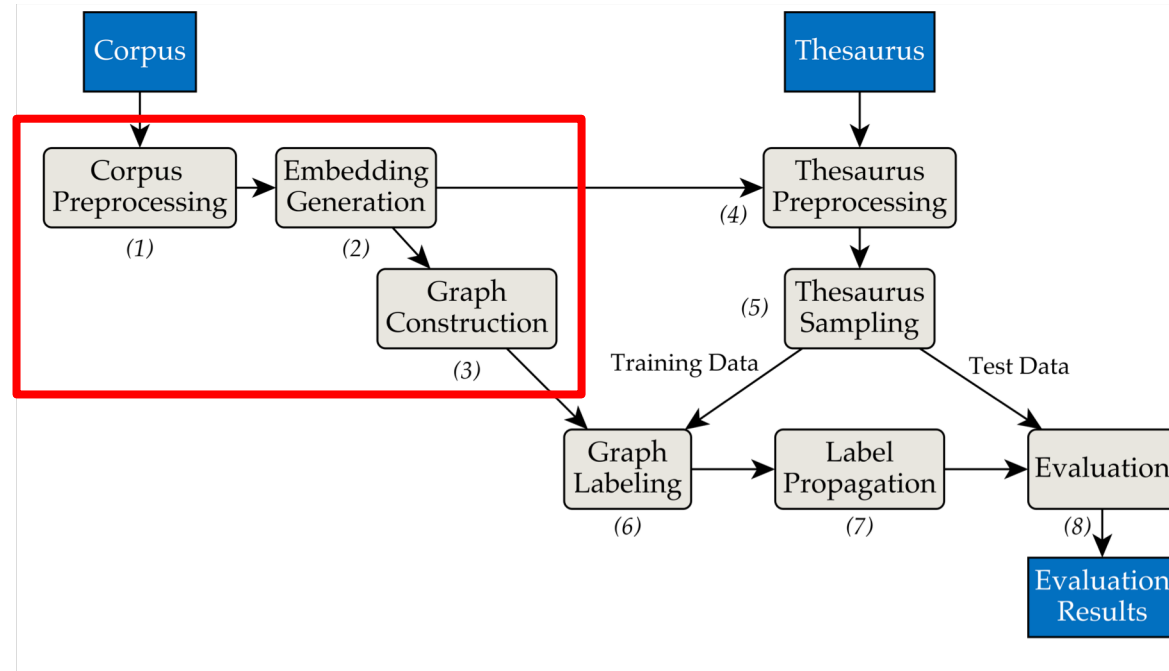 Corpus
Thesaurus
Corpus
Preprocessing
(1)
Embedding
Generation
(2)
Thesaurus
Preprocessing
(4)
Graph
Construction
(3)
Thesaurus
Sampling
(5)
Training Data
Test Data
Graph
Labeling
(6)
Label
Propagation
(7)
Evaluation
(8)
Evaluation
Results